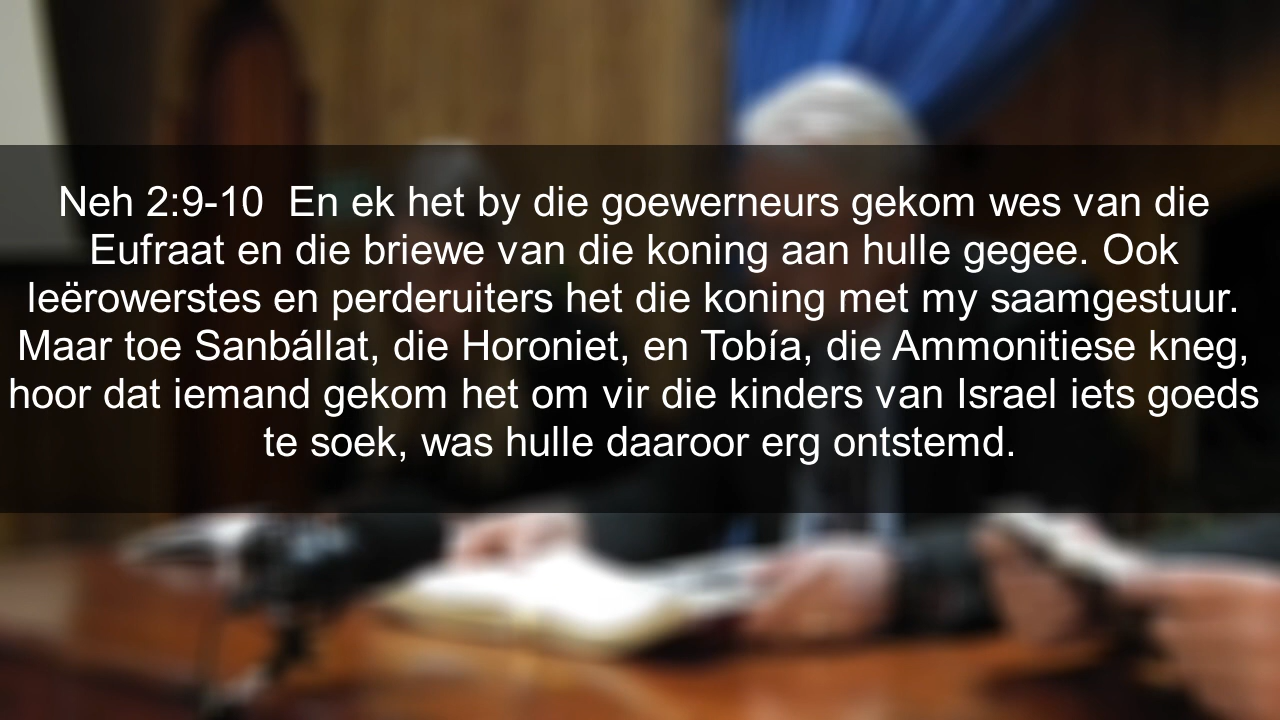 Neh 2:9-10  En ek het by die goewerneurs gekom wes van die
Eufraat en die briewe van die koning aan hulle gegee. Ook
leërowerstes en perderuiters het die koning met my saamgestuur.
Maar toe Sanbállat, die Horoniet, en Tobía, die Ammonitiese kneg,
hoor dat iemand gekom het om vir die kinders van Israel iets goeds
te soek, was hulle daaroor erg ontstemd.